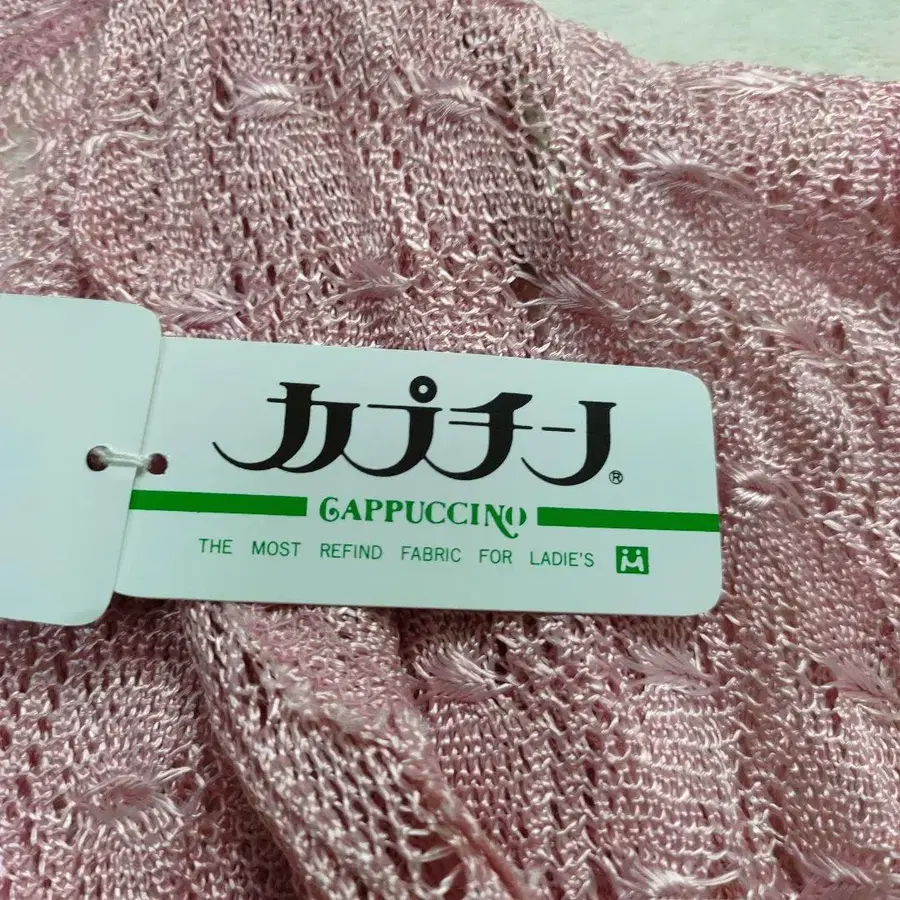 カプチーノ®
CAPPUCCINO
THE MOST REFIND FABRIC FOR LADIE'S